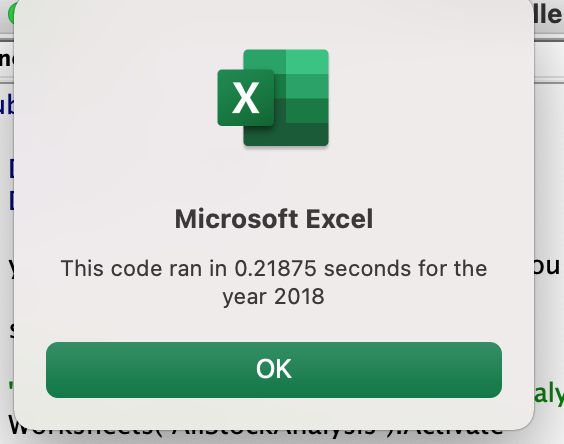 X
Microsoft Excel
This code ran in 0.21875 seconds for the
year 2018
OK